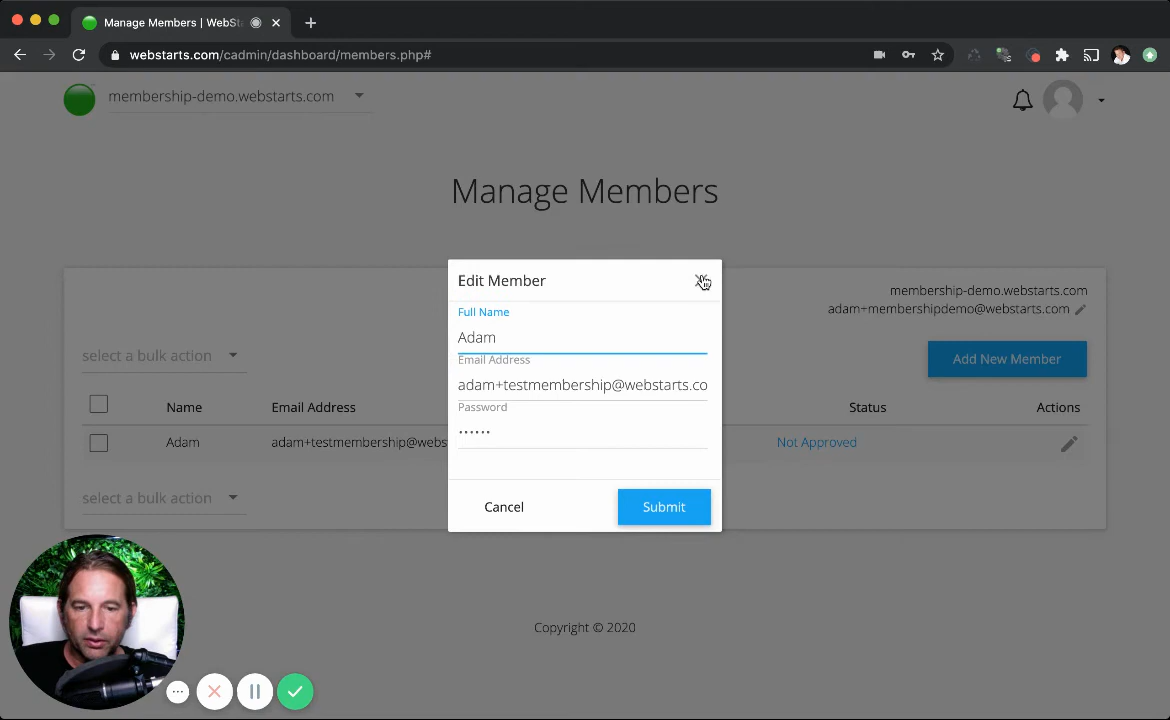 Manage Members | WebSt
webstarts.com/cadmin/dashboard/members.php#
membership-demo.webstarts.com
Manage Members
Edit Member
Full Name
Adam
Email Address
adam+testmembership@webstarts.co
Password
••••••
Cancel
Submit
membership-demo.webstarts.com
adam+membershipdemo@webstarts.com
select a bulk action
Add New Member
Name Email Address Status Actions
Adam adam+testmembership@webs Not Approved
select a bulk action
Copyright © 2020